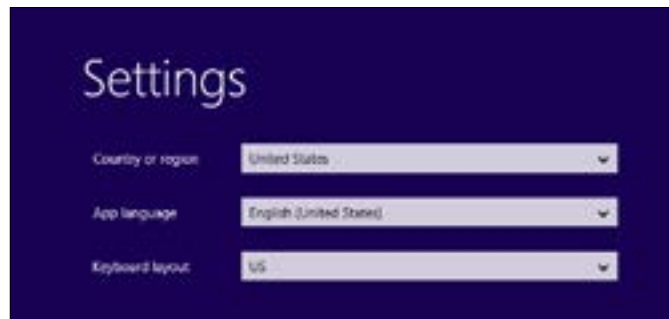 Settings
Country or region United States
App language English (United States)
Keyboard layout US